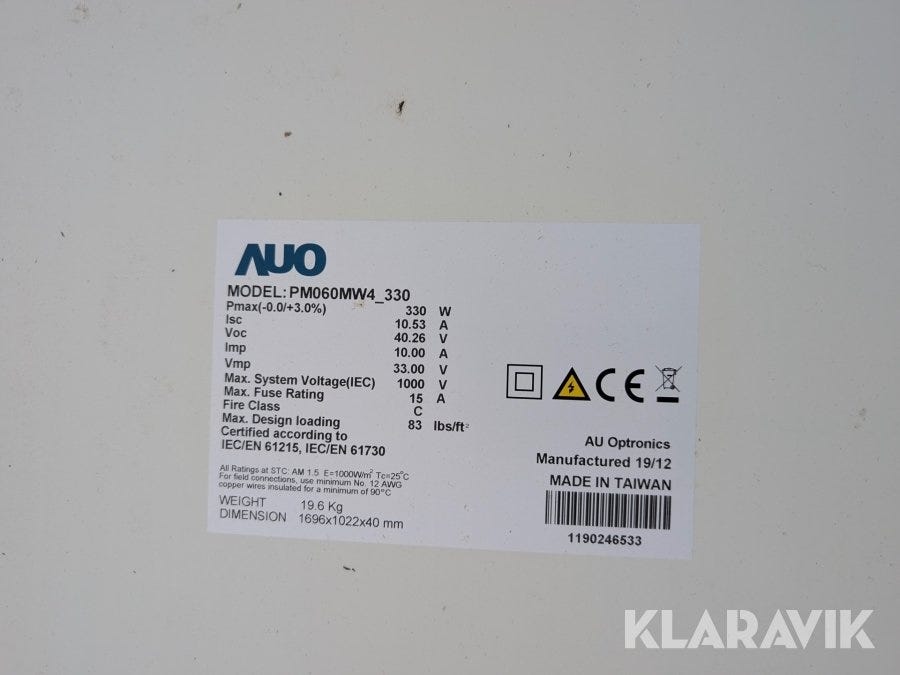 AUO
MODEL: PM060MW4_330
Pmax(-0.0/+3.0%) 330 W
Isc 10.53 A
Voc 40.26 V
Imp 10.00 A
Vmp 33.00 V
Max. System Voltage(IEC) 1000 V
Max. Fuse Rating 15 A
Fire Class C
Max. Design loading 83 lbs/ft²
Certified according to
IEC/EN 61215, IEC/EN 61730
All Ratings at STC: AM 1.5 E=1000W/m² Tc=25°C
For field connections, use minimum No. 12 AWG
copper wires insulated for a minimum of 90°C
WEIGHT 19.6 Kg
DIMENSION 1696x1022x40 mm
CE
AU Optronics
Manufactured 19/12
MADE IN TAIWAN
1190246533
KLARAVIK